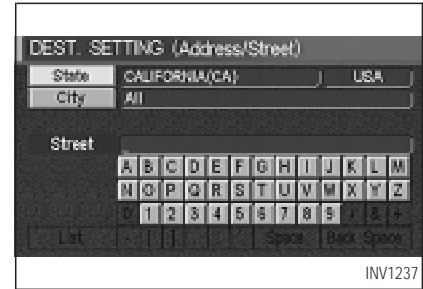 DEST. SETTING (Address/Street)
State CALIFORNIA(CA) USA
City All
Street
A B C D E F G H I J K L M
N O P Q R S T U V W X Y Z
0 1 2 3 4 5 6 7 8 9 / & +
List - ' Space Back Space
INV1237